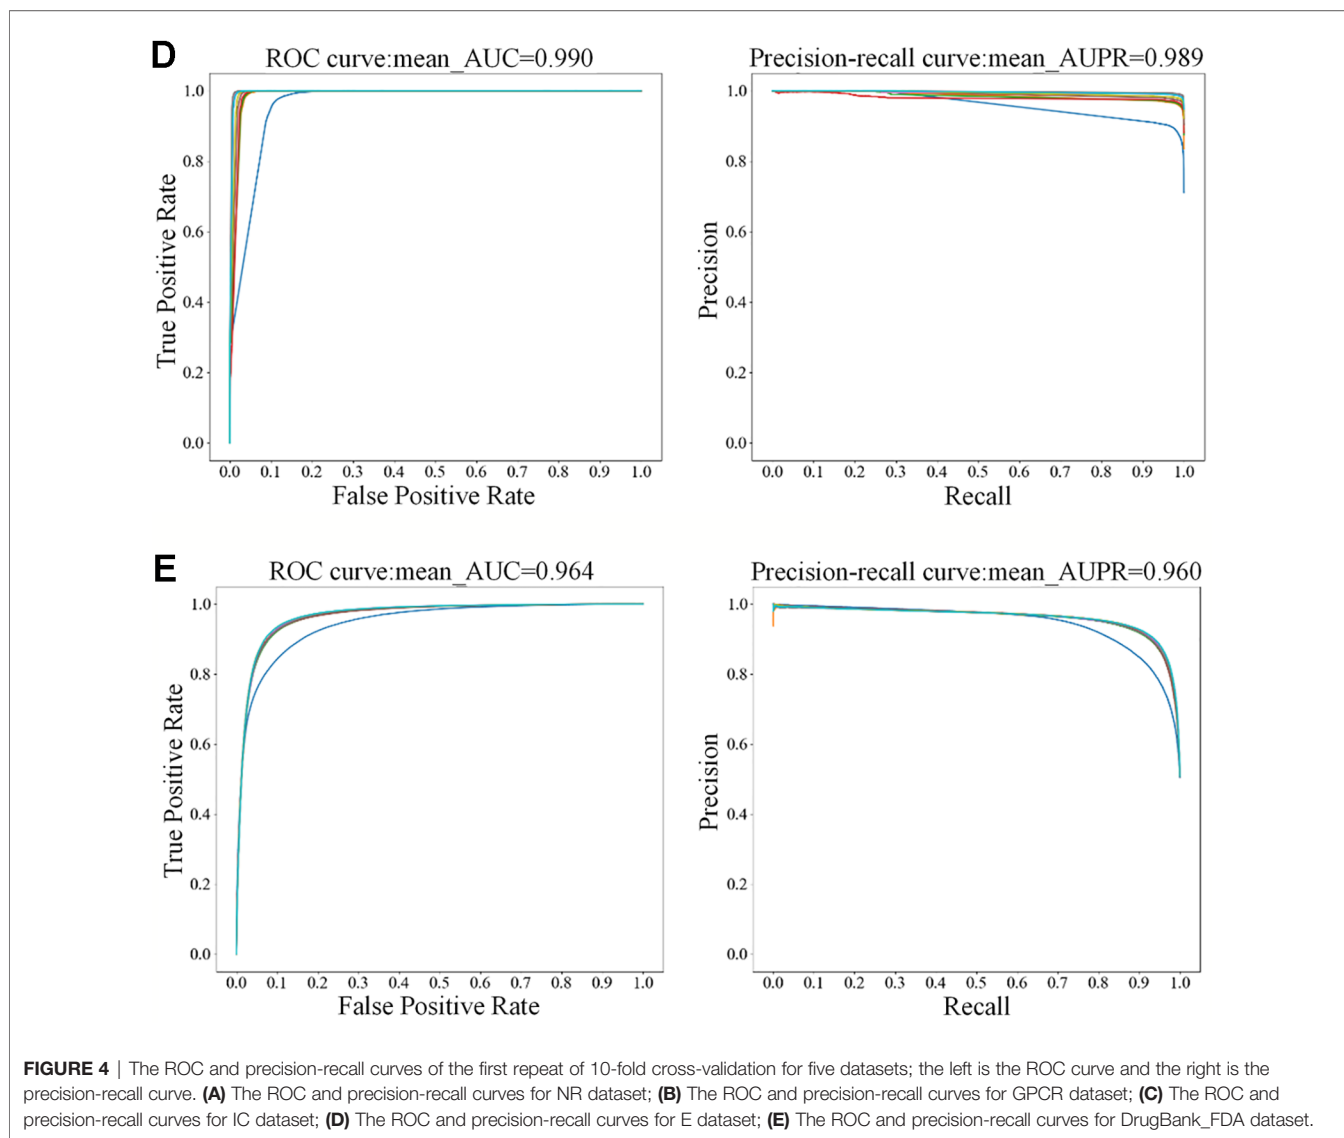 D
ROC curve:mean_AUC=0.990
1.0
0.8
0.6
0.4
0.2
0.0
True Positive Rate
0.0 0.1 0.2 0.3 0.4 0.5 0.6 0.7 0.8 0.9 1.0
False Positive Rate
Precision-recall curve:mean_AUPR=0.989
1.0
0.8
0.6
0.4
0.2
0.0
Precision
0.0 0.1 0.2 0.3 0.4 0.5 0.6 0.7 0.8 0.9 1.0
Recall
E
ROC curve:mean_AUC=0.964
1.0
0.8
0.6
0.4
0.2
0.0
True Positive Rate
0.0 0.1 0.2 0.3 0.4 0.5 0.6 0.7 0.8 0.9 1.0
False Positive Rate
Precision-recall curve:mean_AUPR=0.960
1.0
0.8
0.6
0.4
0.2
0.0
Precision
0.0 0.1 0.2 0.3 0.4 0.5 0.6 0.7 0.8 0.9 1.0
Recall
FIGURE 4 | The ROC and precision-recall curves of the first repeat of 10-fold cross-validation for five datasets; the left is the ROC curve and the right is the
precision-recall curve. (A) The ROC and precision-recall curves for NR dataset; (B) The ROC and precision-recall curves for GPCR dataset; (C) The ROC and
precision-recall curves for IC dataset; (D) The ROC and precision-recall curves for E dataset; (E) The ROC and precision-recall curves for DrugBank_FDA dataset.